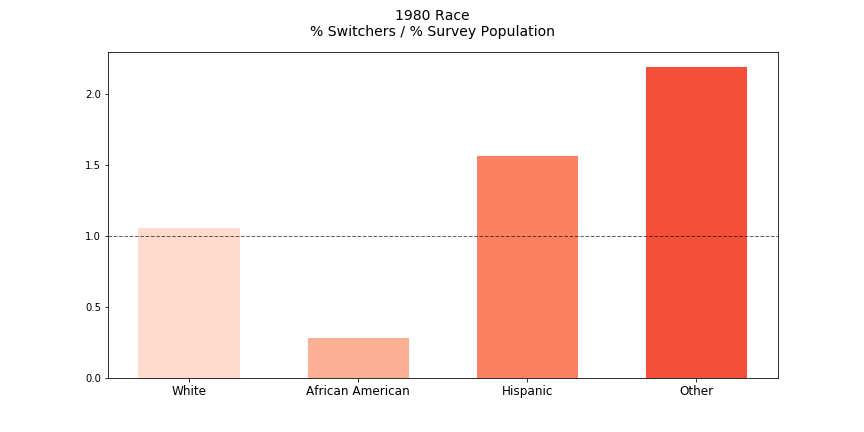 1980 Race
% Switchers / % Survey Population
2.0
1.5
1.0
0.5
0.0
White African American Hispanic Other